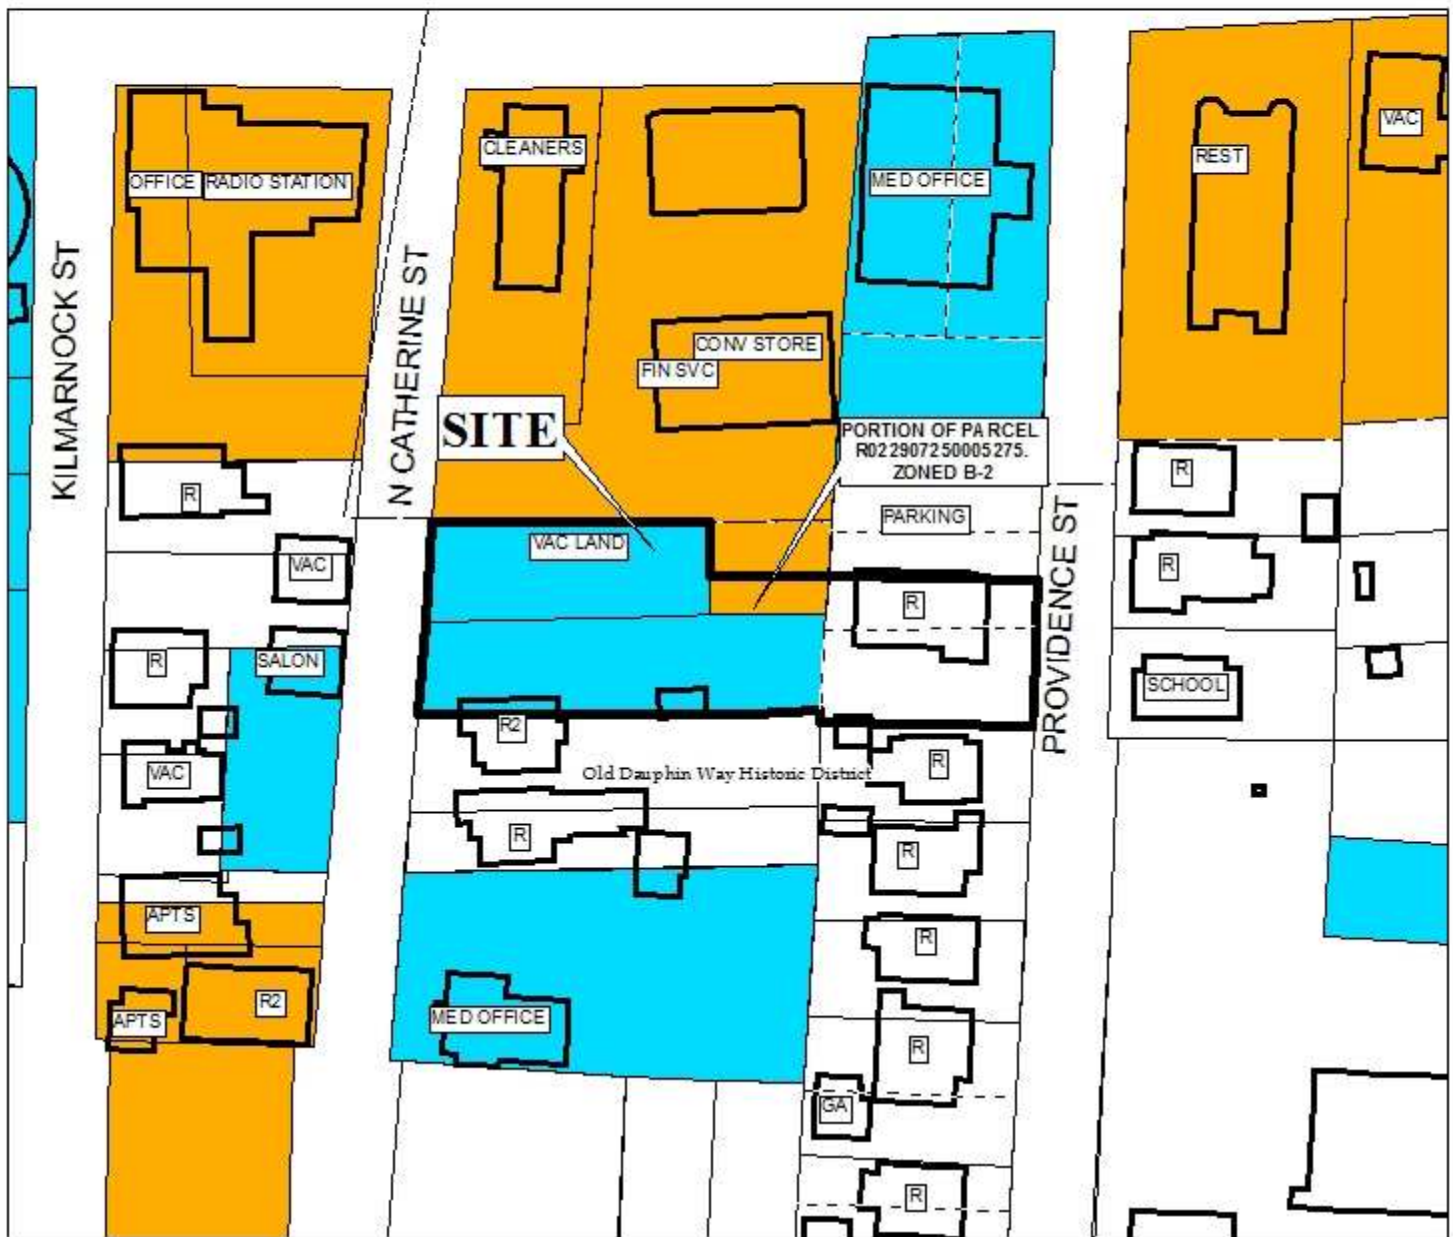 CLEANERS
VAC
REST
OFFICE
RADIO STATION
MED OFFICE
KILMARNOCK ST
N CATHERINE ST
CONV STORE
FIN SVC
SITE
PORTION OF PARCEL
R022907250005275.
ZONED B-2
R
R
PARKING
VAC LAND
VAC
R
R
PROVIDENCE ST
R
SALON
SCHOOL
R2
VAC
Old Dauphin Way Historic District
R
R
R
APTS
R
R2
APTS
MED OFFICE
R
GA
R